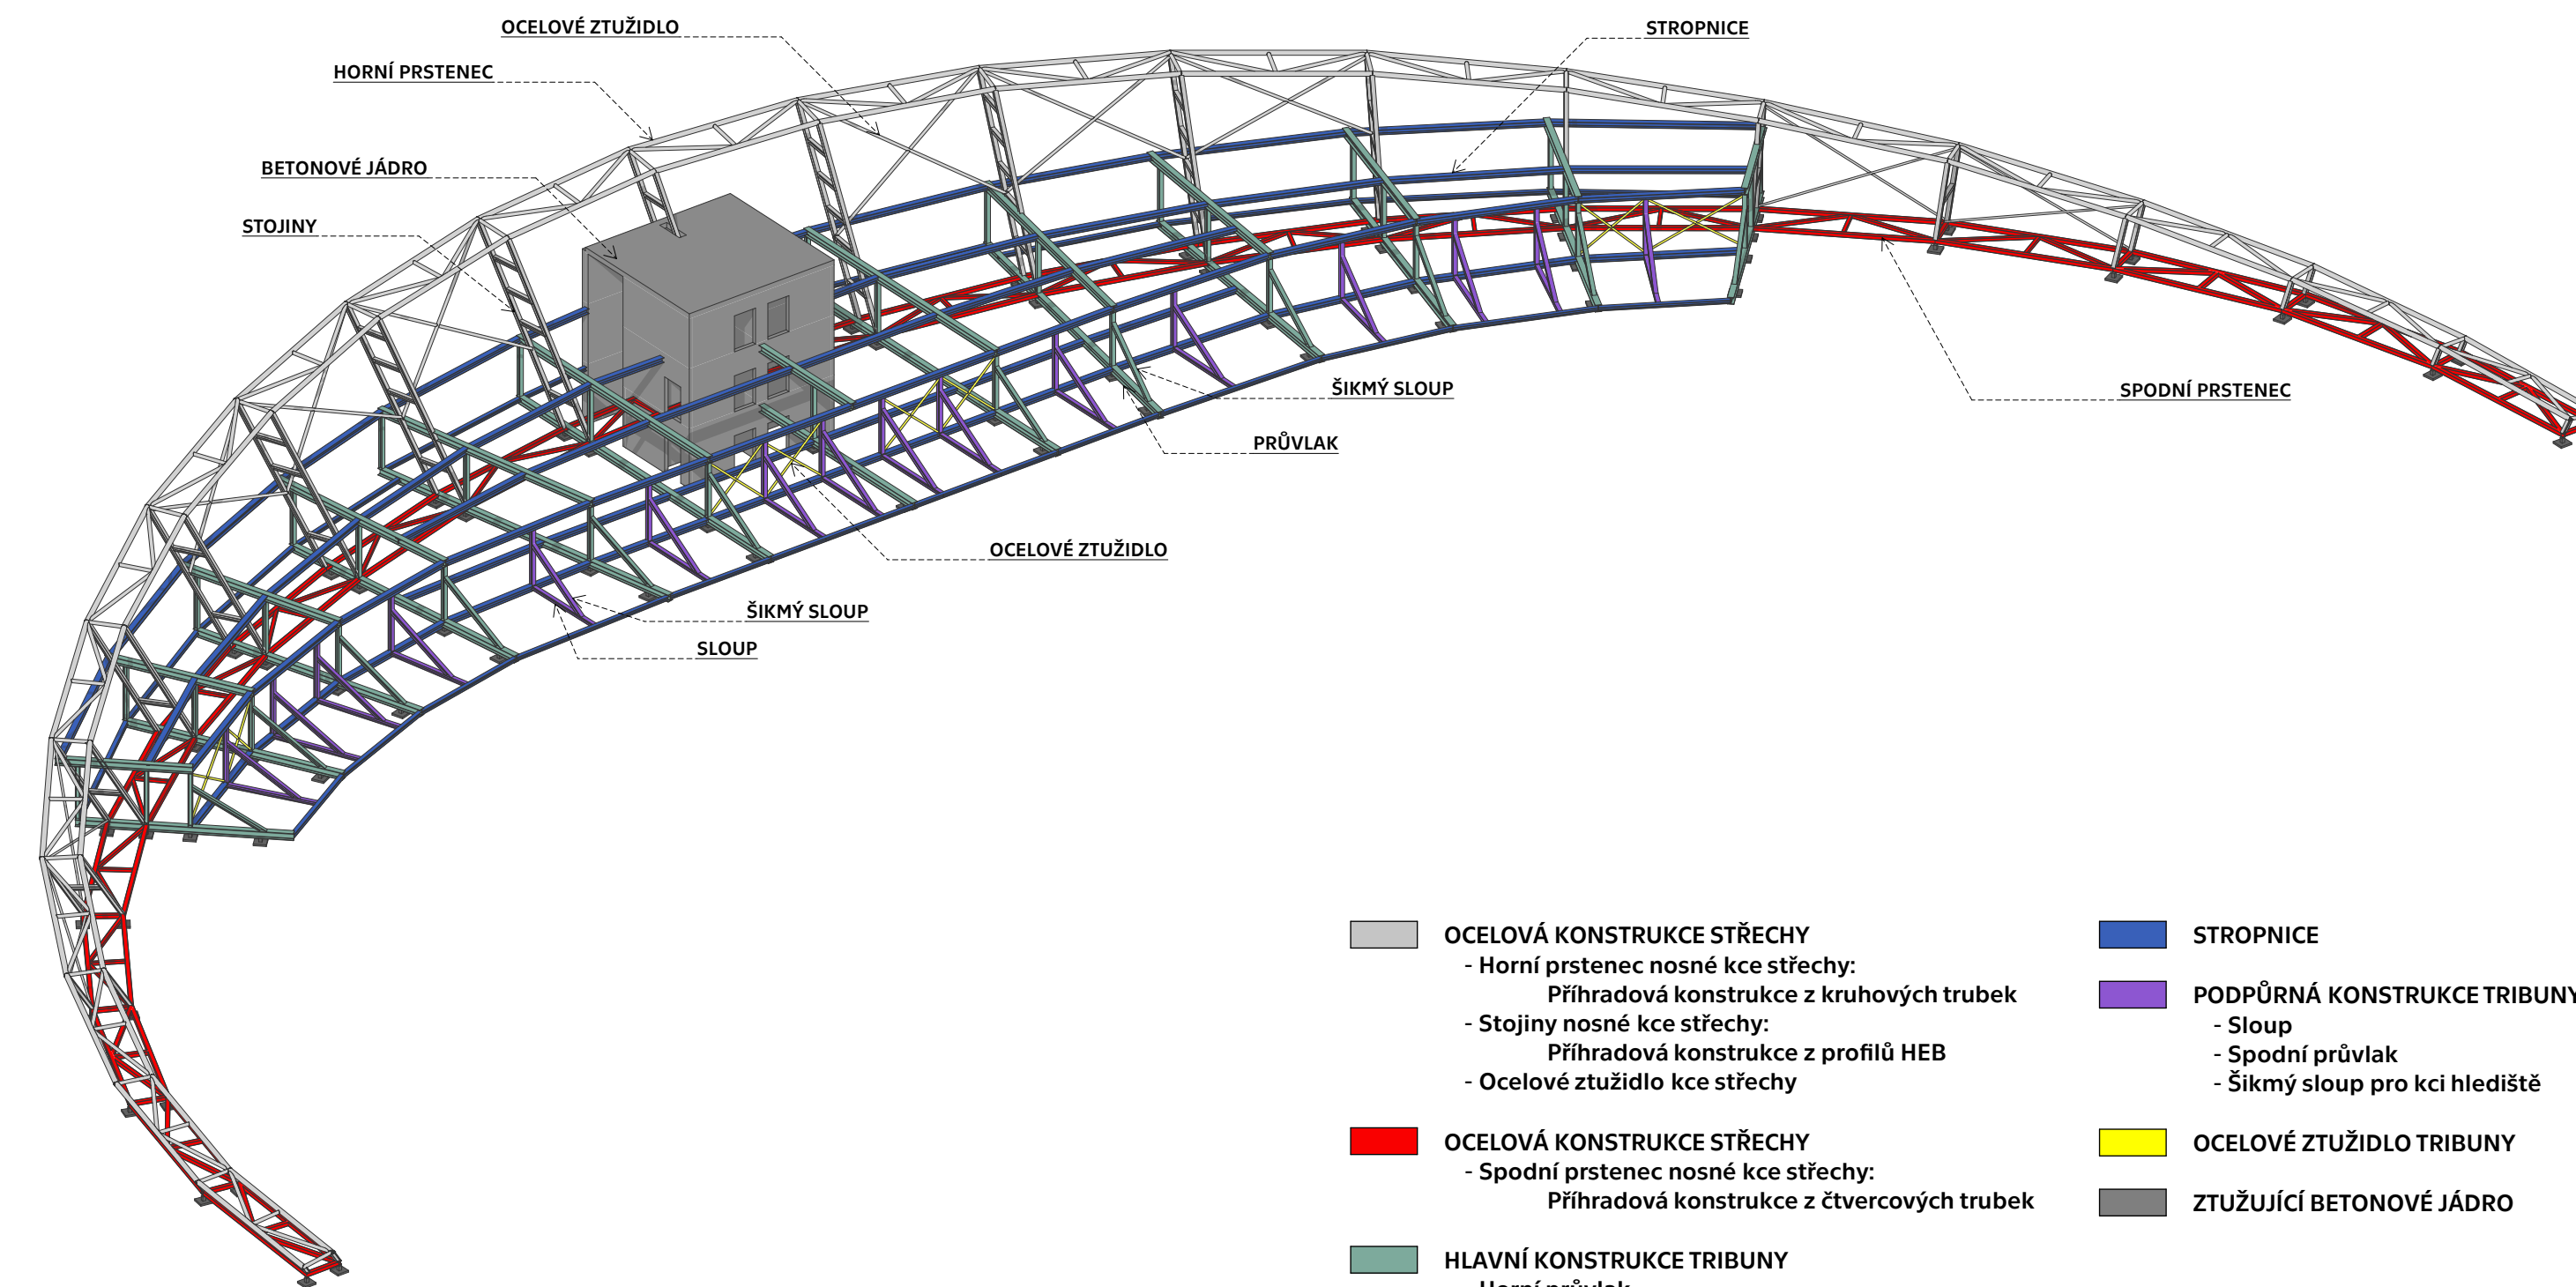 OCELOVÉ ZTUŽIDLO
STROPNICE
HORNÍ PRSTENEC
BETONOVÉ JÁDRO
STOJINY
ŠIKMÝ SLOUP
SPODNÍ PRSTENEC
PRŮVLAK
OCELOVÉ ZTUŽIDLO
ŠIKMÝ SLOUP
SLOUP
OCELOVÁ KONSTRUKCE STŘECHY
- Horní prstenec nosné kce střechy:
Příhradová konstrukce z kruhových trubek
- Stojiny nosné kce střechy:
Příhradová konstrukce z profilů HEB
- Ocelové ztužidlo kce střechy
OCELOVÁ KONSTRUKCE STŘECHY
- Spodní prstenec nosné kce střechy:
Příhradová konstrukce z čtvercových trubek
HLAVNÍ KONSTRUKCE TRIBUNY
- Horní průvlak
STROPNICE
PODPŮRNÁ KONSTRUKCE TRIBUNY
- Sloup
- Spodní průvlak
- Šikmý sloup pro kci hlediště
OCELOVÉ ZTUŽIDLO TRIBUNY
ZTUŽUJÍCÍ BETONOVÉ JÁDRO